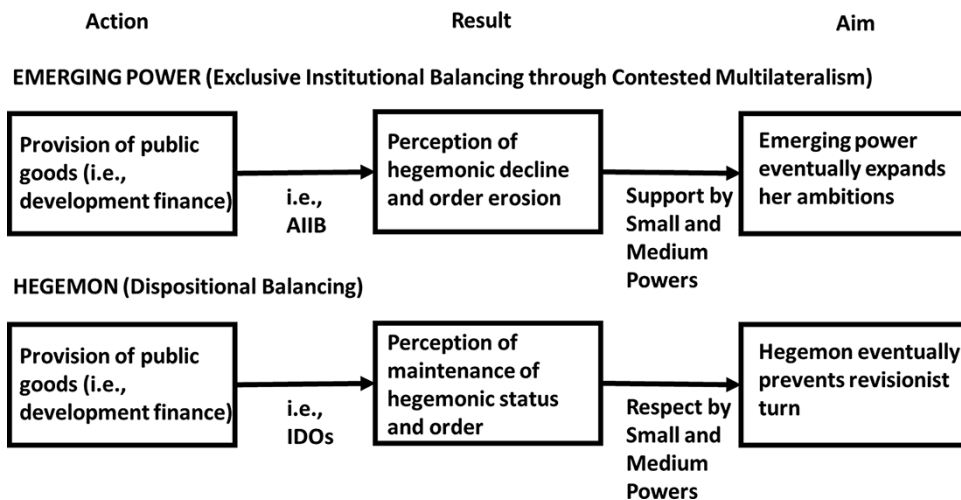 Action Result Aim
EMERGING POWER (Exclusive Institutional Balancing through Contested Multilateralism)
Provision of public
goods (i.e.,
development finance)
i.e.,
AIIB
Perception of
hegemonic decline
and order erosion
Support by
Small and
Medium
Powers
Emerging power
eventually expands
her ambitions
HEGEMON (Dispositional Balancing)
Provision of public
goods (i.e.,
development finance)
i.e.,
IDOs
Perception of
maintenance of
hegemonic status
and order
Respect by
Small and
Medium
Powers
Hegemon eventually
prevents revisionist
turn